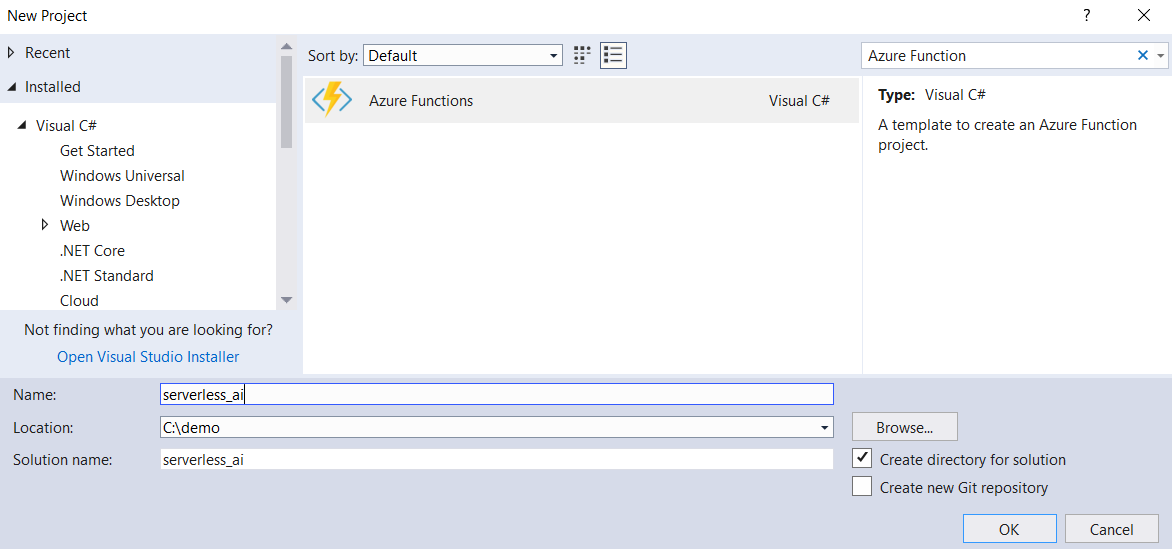 New Project
?
Recent
Installed
Visual C#
Get Started
Windows Universal
Windows Desktop
Web
.NET Core
.NET Standard
Cloud
Not finding what you are looking for?
Open Visual Studio Installer
Sort by: Default
Azure Functions Visual C#
Azure Function
Type: Visual C#
A template to create an Azure Function
project.
Name: serverless_ai
Location: C:\demo
Browse...
Solution name: serverless_ai
Create directory for solution
Create new Git repository
OK Cancel